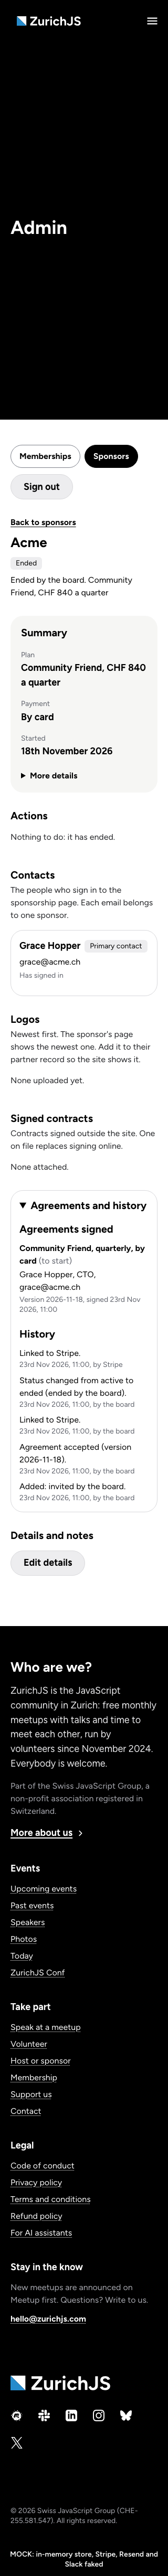 ZurichJS
Admin
Memberships
Sponsors
Sign out
Back to sponsors
Acme
Ended
Ended by the board. Community
Friend, CHF 840 a quarter
Summary
Plan
Community Friend, CHF 840
a quarter
Payment
By card
Started
18th November 2026
More details
Actions
Nothing to do: it has ended.
Contacts
The people who sign in to the
sponsorship page. Each email belongs
to one sponsor.
Grace Hopper
Primary contact
grace@acme.ch
Has signed in
Logos
Newest first. The sponsor's page
shows the newest one. Add it to their
partner record so the site shows it.
None uploaded yet.
Signed contracts
Contracts signed outside the site. One
on file replaces signing online.
None attached.
Agreements and history
Agreements signed
Community Friend, quarterly, by
card (to start)
Grace Hopper, CTO,
grace@acme.ch
Version 2026-11-18, signed 23rd Nov
2026, 11:00
History
Linked to Stripe.
23rd Nov 2026, 11:00, by Stripe
Status changed from active to
ended (ended by the board).
23rd Nov 2026, 11:00, by the board
Linked to Stripe.
23rd Nov 2026, 11:00, by the board
Agreement accepted (version
2026-11-18).
23rd Nov 2026, 11:00, by the board
Added: invited by the board.
23rd Nov 2026, 11:00, by the board
Details and notes
Edit details
Who are we?
ZurichJS is the JavaScript
community in Zurich: free monthly
meetups with talks and time to
meet each other, run by
volunteers since November 2024.
Everybody is welcome.
Part of the Swiss JavaScript Group, a
non-profit association registered in
Switzerland.
More about us
Events
Upcoming events
Past events
Speakers
Photos
Today
ZurichJS Conf
Take part
Speak at a meetup
Volunteer
Host or sponsor
Membership
Support us
Contact
Legal
Code of conduct
Privacy policy
Terms and conditions
Refund policy
For AI assistants
Stay in the know
New meetups are announced on
Meetup first. Questions? Write to us.
hello@zurichjs.com
ZurichJS
© 2026 Swiss JavaScript Group (CHE-
255.581.547). All rights reserved.
MOCK: in-memory store, Stripe, Resend and
Slack faked